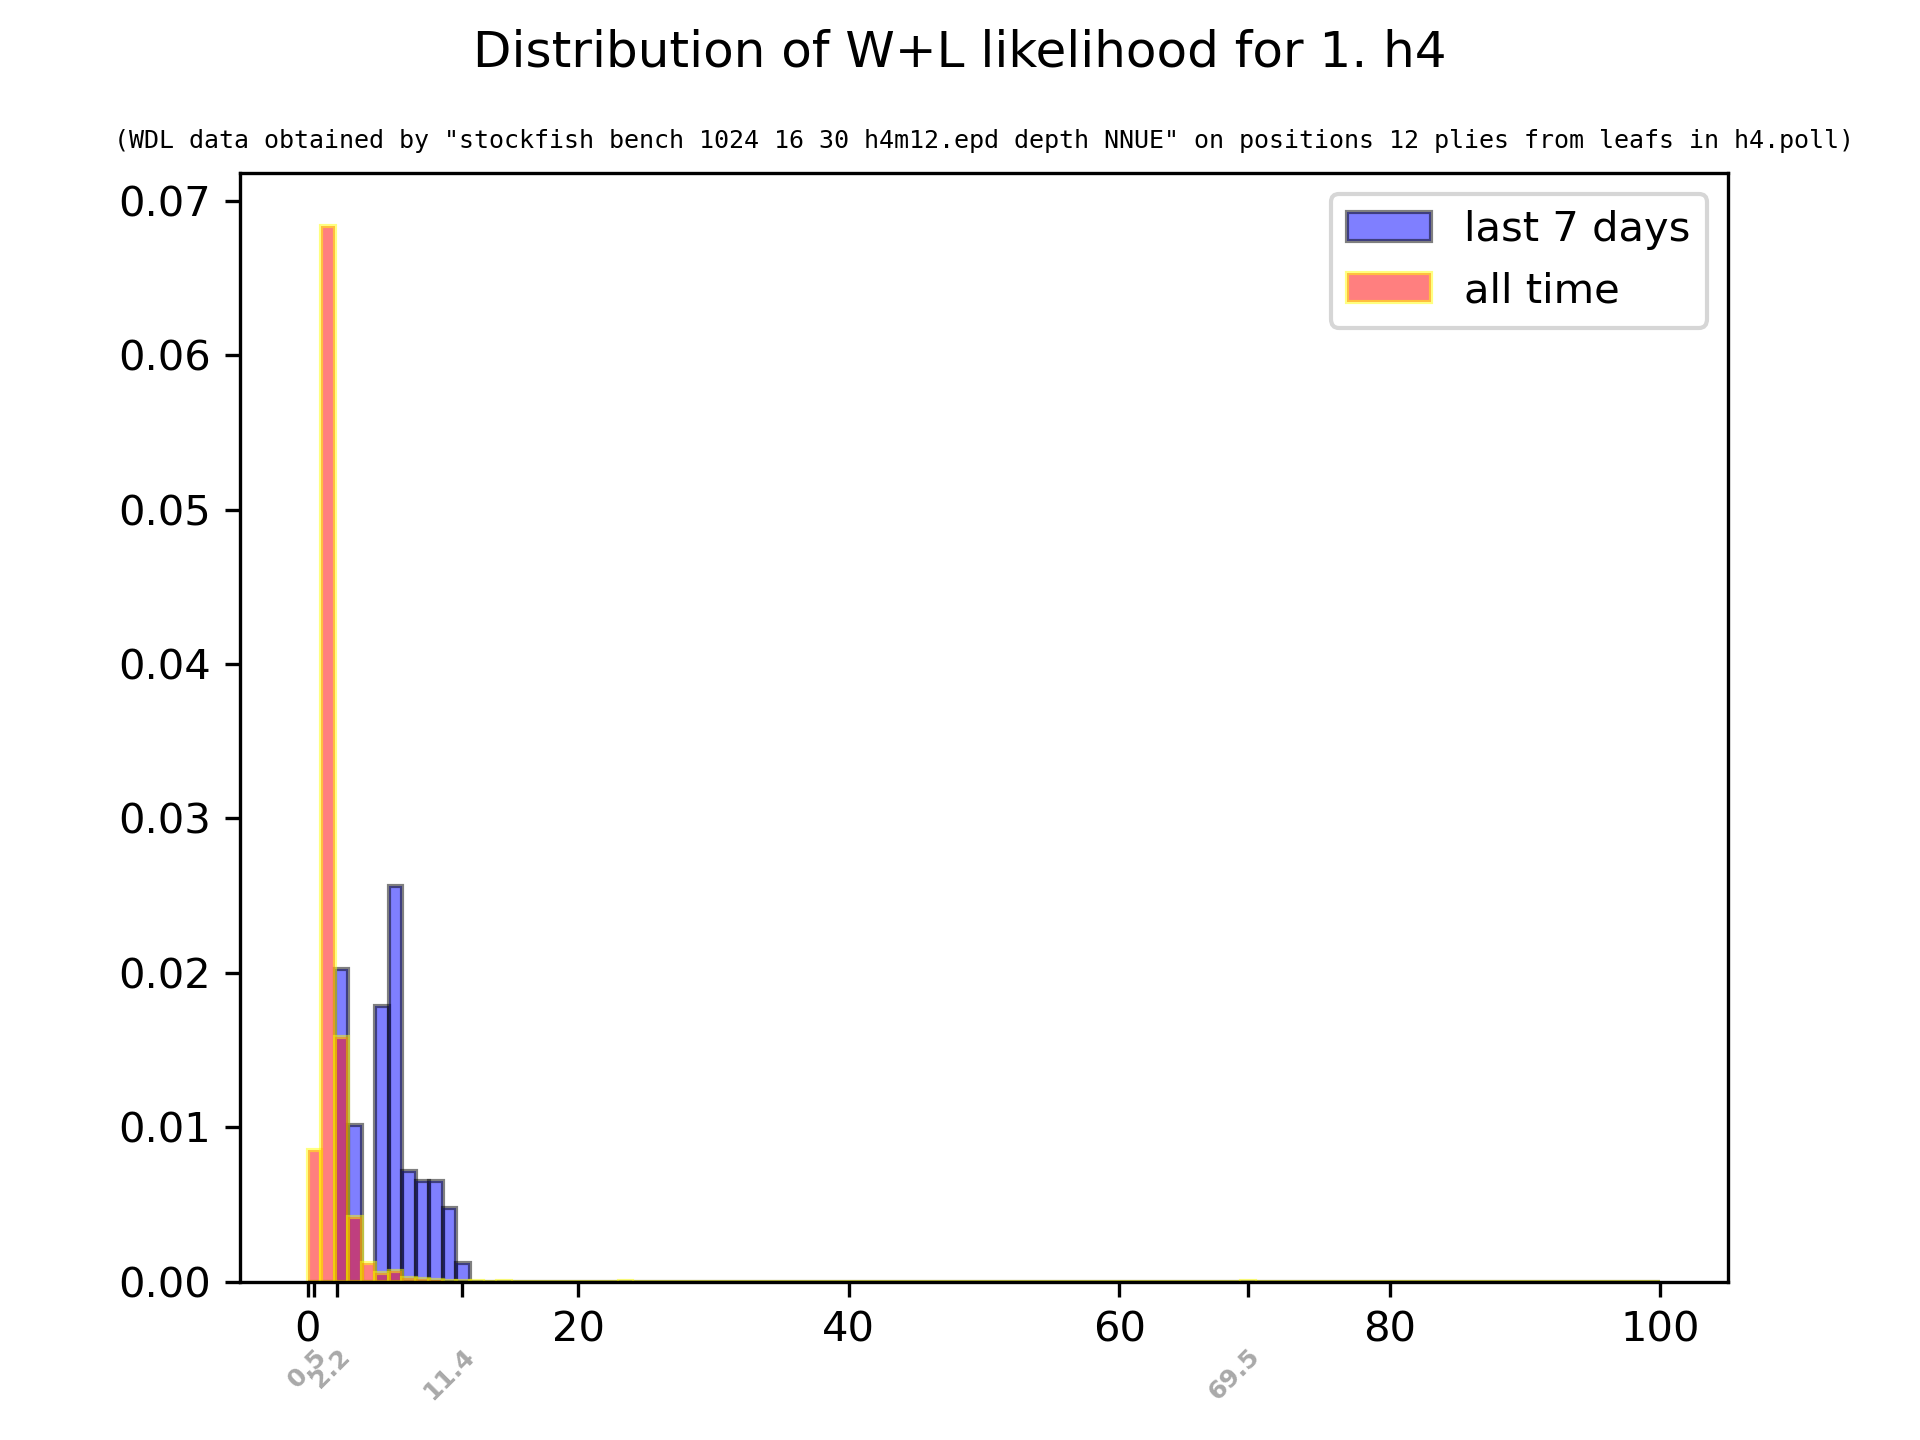 Distribution of W+L likelihood for 1. h4
(WDL data obtained by "stockfish bench 1024 16 30 h4m12.epd depth NNUE" on positions 12 plies from leafs in h4.poll)
last 7 days
all time
0.07
0.06
0.05
0.04
0.03
0.02
0.01
0.00
0 20 40 60 80 100
0.5 2.2 11.4 69.5